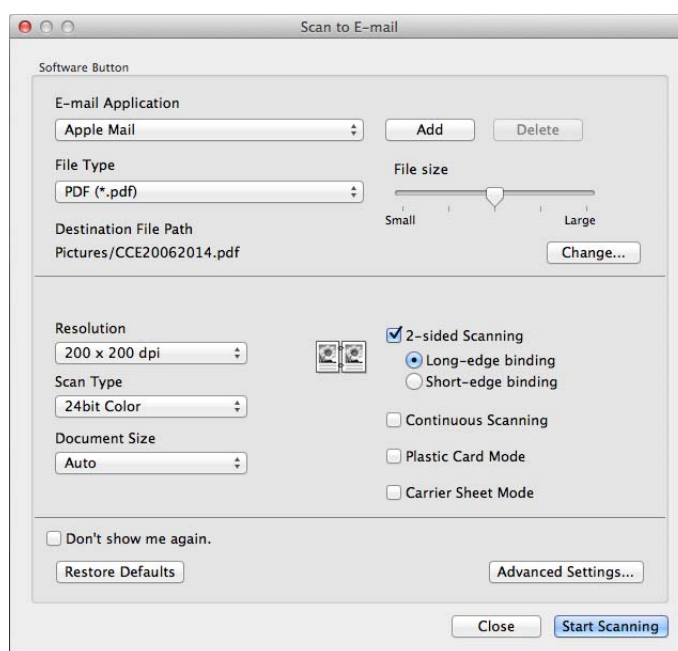 Scan to E-mail
Software Button
E-mail Application
Apple Mail
Add
Delete
File Type
File size
PDF (*.pdf)
Small
Large
Destination File Path
Pictures/CCE20062014.pdf
Change...
Resolution
200 x 200 dpi
2-sided Scanning
Long-edge binding
Short-edge binding
Scan Type
24bit Color
Continuous Scanning
Document Size
Auto
Plastic Card Mode
Carrier Sheet Mode
Don't show me again.
Restore Defaults
Advanced Settings...
Close
Start Scanning